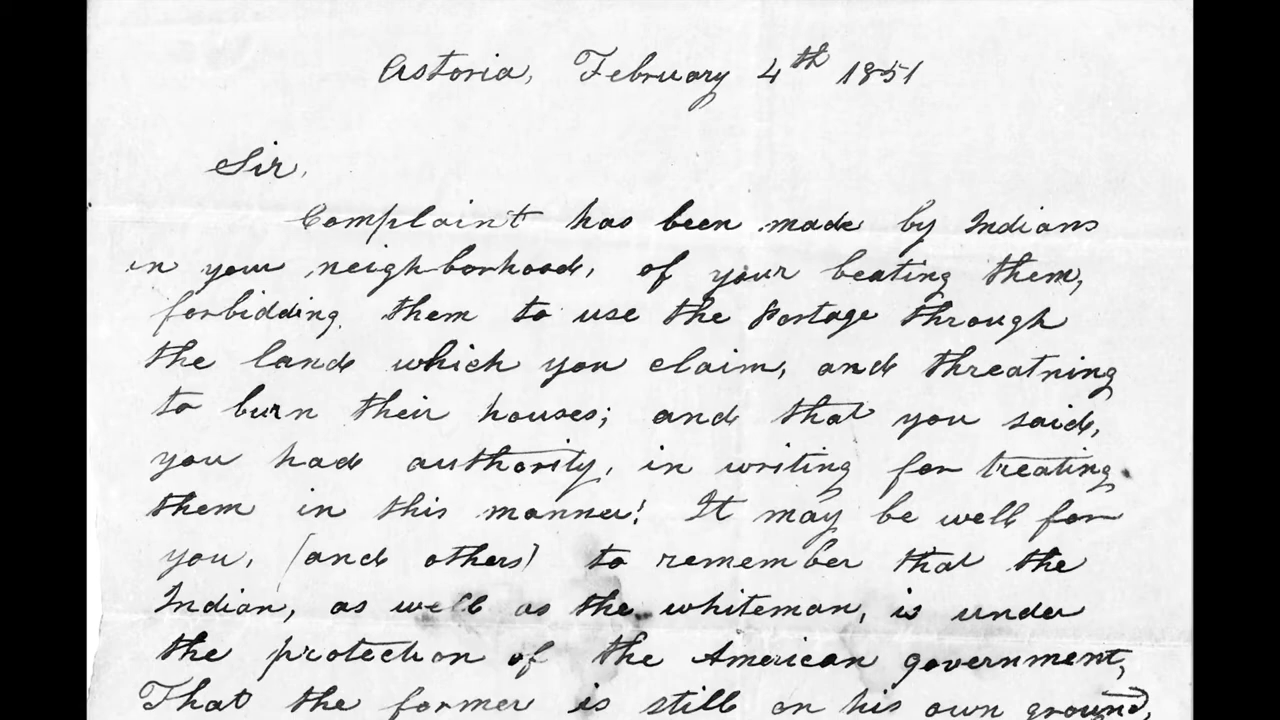 Astoria, February 4th 1851
Sir,
Complaint has been made by Indians
in your neighborhood, of your beating them,
forbidding them to use the Portage through
the land which you claim, and threatning
to burn their houses; and that you said,
you had authority, in writing for treating
them in this manner! It may be well for
you, [and others] to remember that the
Indian, as well as the whiteman, is under
the protection of the American government,
That the former is still on his own ground,